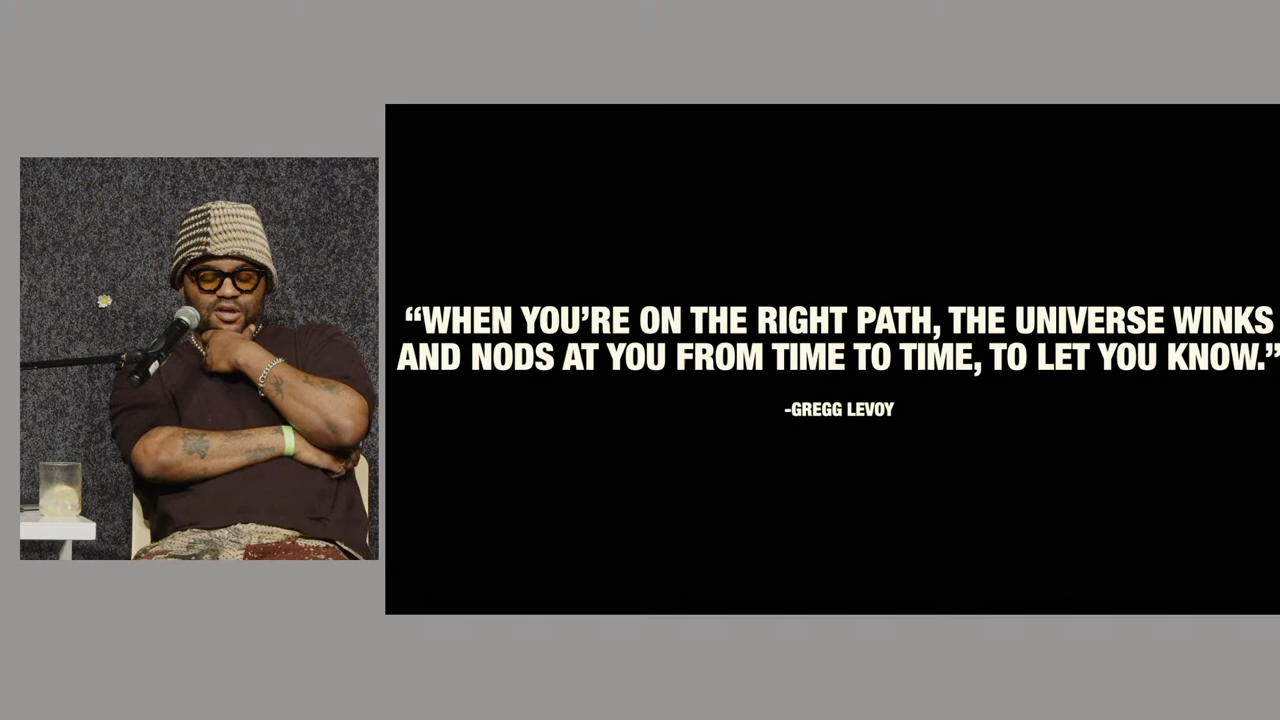 “WHEN YOU’RE ON THE RIGHT PATH, THE UNIVERSE WINKS
AND NODS AT YOU FROM TIME TO TIME, TO LET YOU KNOW.”
-GREGG LEVOY